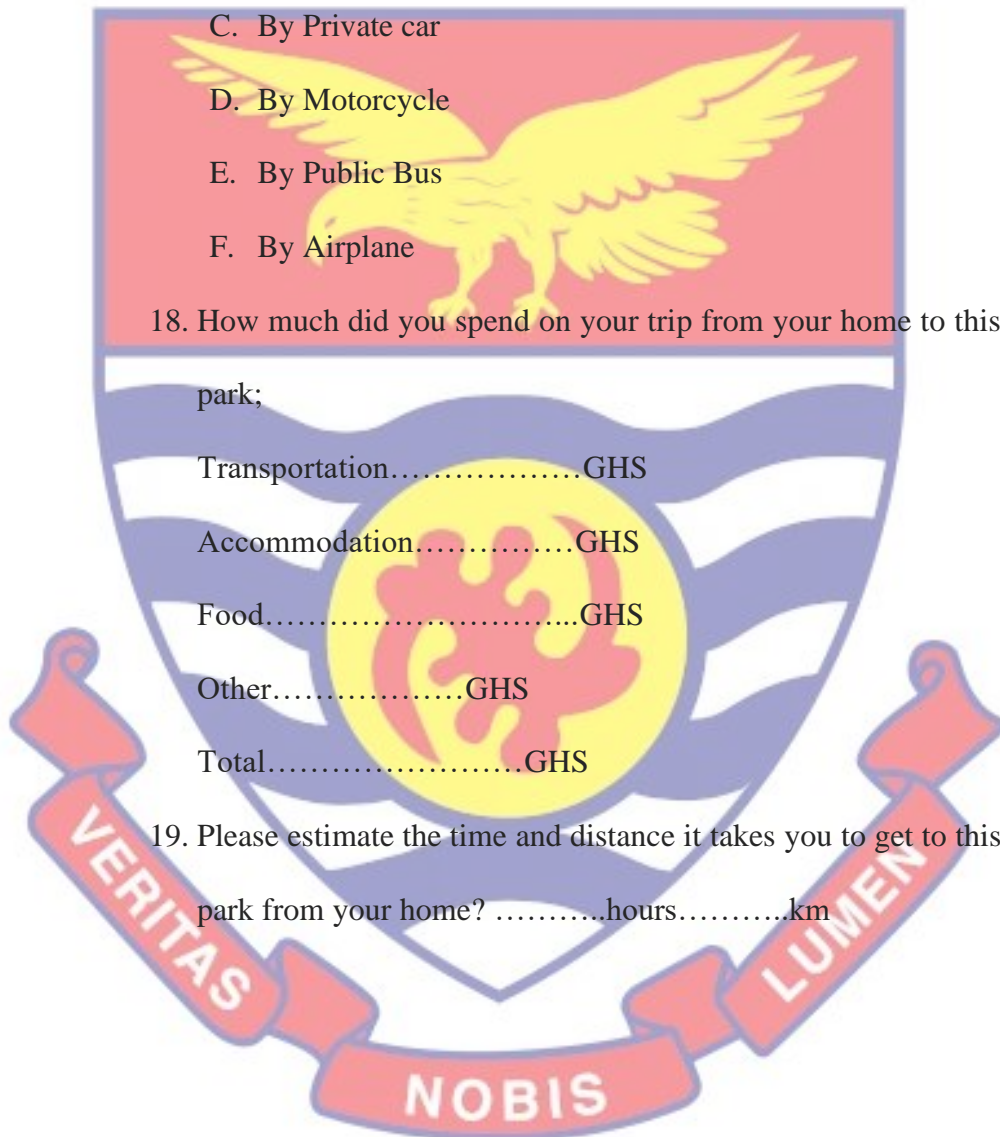 C. By Private car
D. By Motorcycle
E. By Public Bus
F. By Airplane
18. How much did you spend on your trip from your home to this
park;
Transportation………………GHS
Accommodation……………GHS
Food…………………………...GHS
Other………………GHS
Total……………………GHS
19. Please estimate the time and distance it takes you to get to this
park from your home? ………..hours………..km
VERITAS
NOBIS
LUMEN